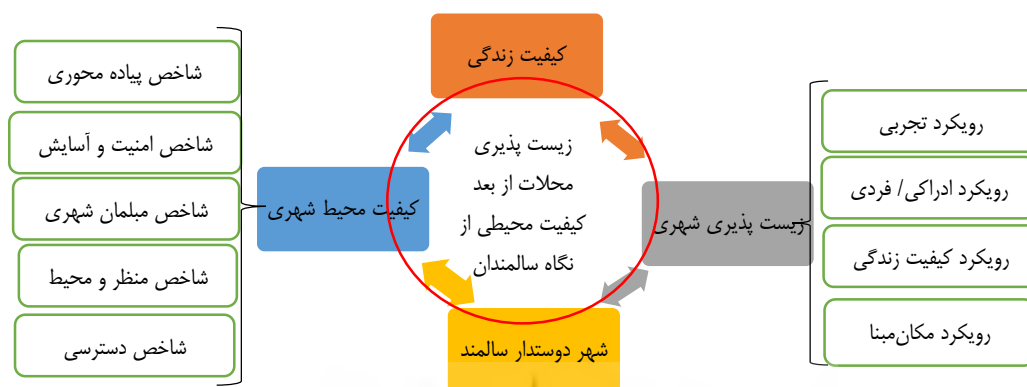 کیفیت زندگی
رویکرد تجربی
رویکرد ادراکی/ فردی
رویکرد کیفیت زندگی
رویکرد مکان‌مبنا
زیست پذیری شهری
زیست پذیری
محلات از بعد
کیفیت محیطی از
نگاه سالمندان
کیفیت محیط شهری
شاخص پیاده محوری
شاخص امنیت و آسایش
شاخص مبلمان شهری
شاخص منظر و محیط
شاخص دسترسی
شهر دوستدار سالمند